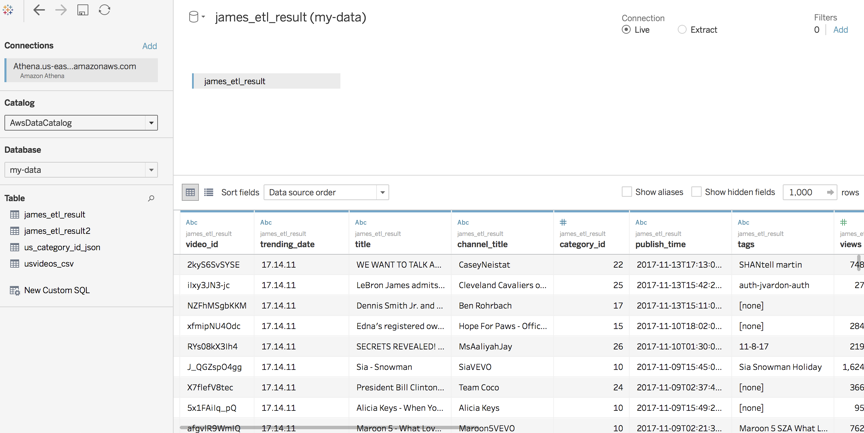 james_etl_result (my-data)
Connection
Live
Extract
Filters
0
Add
Connections
Add
Athena.us-eas...amazonaws.com
Amazon Athena
Catalog
AwsDataCatalog
Database
my-data
Table
james_etl_result
james_etl_result2
us_category_id_json
usvideos_csv
New Custom SQL
james_etl_result
Sort fields
Data source order
Show aliases
Show hidden fields
1,000
rows
Abc Abc Abc Abc # Abc Abc #
james_etl_result james_etl_result james_etl_result james_etl_result james_etl_result james_etl_result james_etl_result james_e
video_id trending_date title channel_title category_id publish_time tags views
2kyS6SvSYSE 17.14.11 WE WANT TO TALK A... CaseyNeistat 22 2017-11-13T17:13:0... SHANtell martin 748
17.14.11 LeBron James admits... Cleveland Cavaliers o... 25 2017-11-13T15:42:2... auth-jvardon-auth 27
NZFhMSgbKKM 17.14.11 Dennis Smith Jr. and ... Ben Rohrbach 17 2017-11-13T15:11:0... [none]
xfmipNU4Odc 17.14.11 Edna's registered ow... Hope For Paws - Offic... 15 2017-11-10T18:02:0... [none] 284
RYs08kX3Ih4 17.14.11 SECRETS REVEALED! ... MsAaliyahJay 26 2017-11-10T01:30:0... 11-8-17 219
J_QGZspO4gg 17.14.11 Sia - Snowman SiaVEVO 10 2017-11-09T15:45:0... Sia Snowman Holiday 1,624
X7flefV8tec 17.14.11 President Bill Clinton... Team Coco 24 2017-11-09T02:37:4... [none] 366
5x1FAiIq_pQ 17.14.11 Alicia Keys - When Yo... Alicia Keys 10 2017-11-09T15:49:2... [none] 95
17.14.11 Maroon 5 - What Lov... Maroon5VEVO 10 2017-11-09T02:21:3... Maroon 5 SZA What L... 762